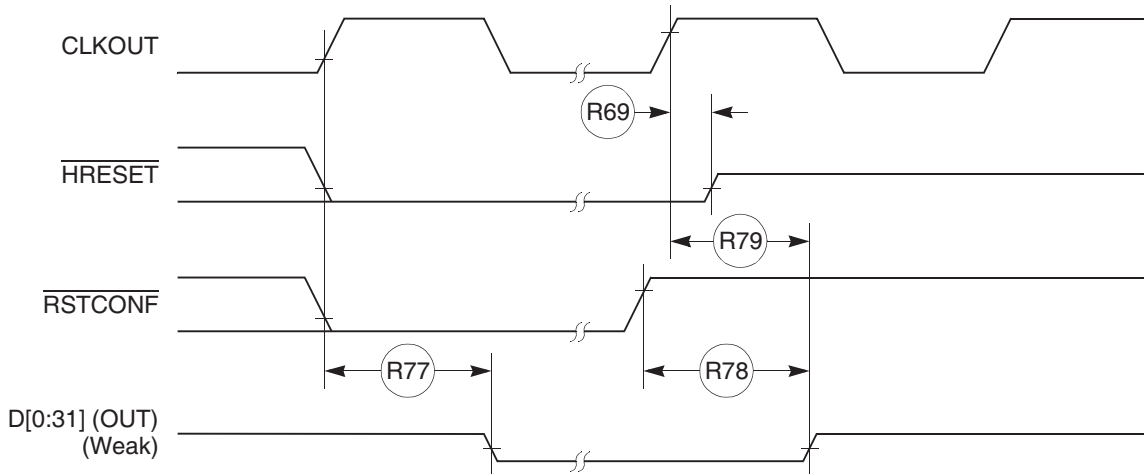 CLKOUT
R69
HRESET
R79
RSTCONF
R77
R78
D[0:31] (OUT)
(Weak)